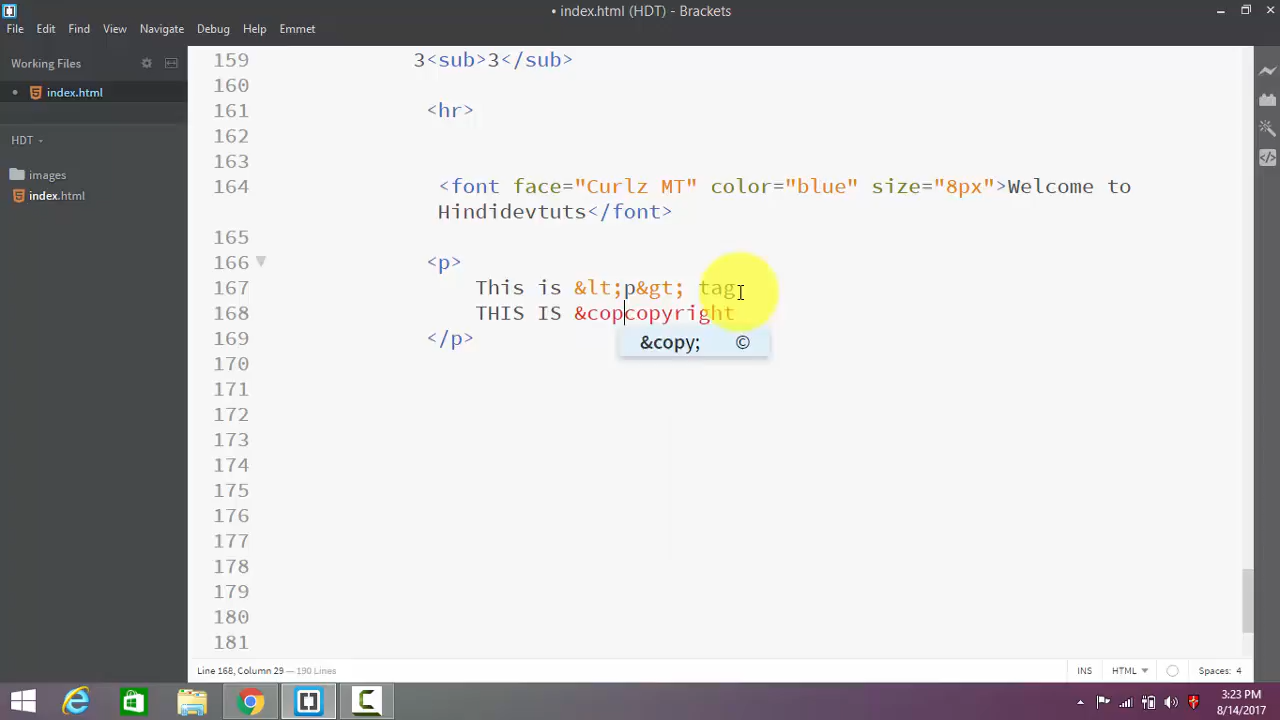 • index.html (HDT) - Brackets
File Edit Find View Navigate Debug Help Emmet
Working Files
• index.html
HDT
images
index.html
159 3<sub>3</sub>
160
161 <hr>
162
163
164 <font face="Curlz MT" color="blue" size="8px">Welcome to
Hindidevtuts</font>
165
166 <p>
167 This is &lt;p&gt; tag
168 THIS IS &copcopyright
169 </p>
&copy; ©
170
171
172
173
174
175
176
177
178
179
180
181
Line 168, Column 29 — 190 Lines
INS HTML Spaces: 4
3:23 PM
8/14/2017